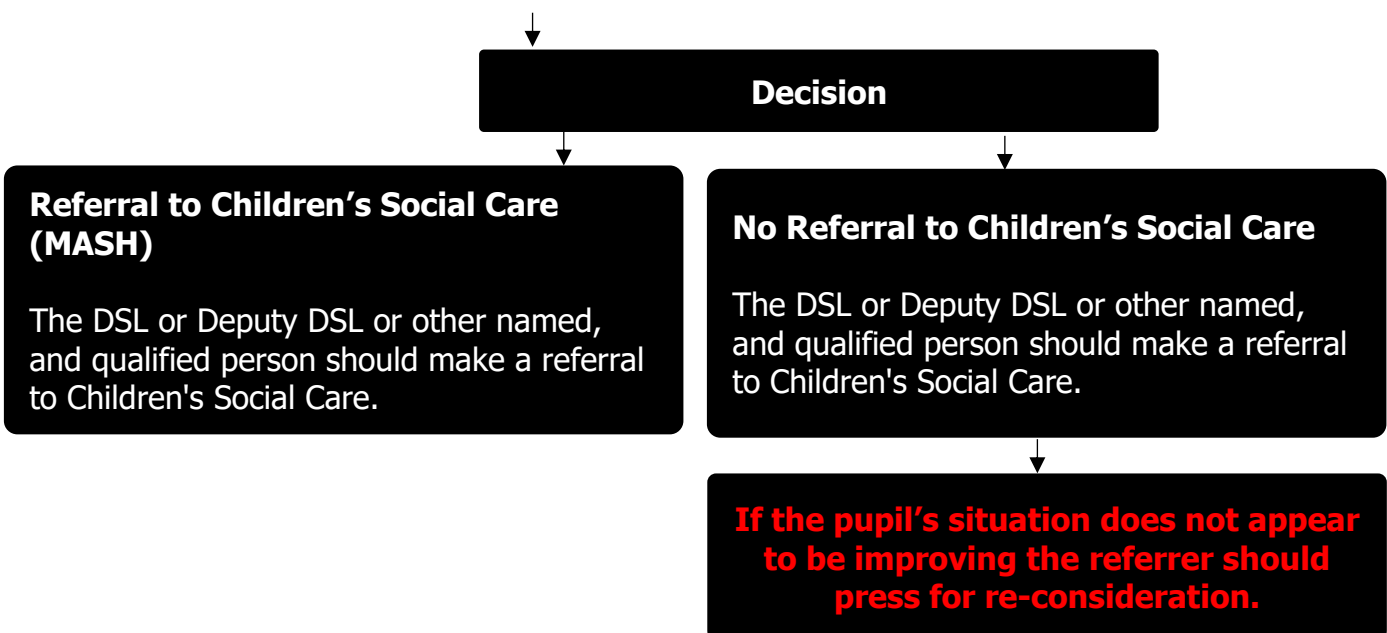 Decision
Referral to Children’s Social Care
(MASH)
The DSL or Deputy DSL or other named,
and qualified person should make a referral
to Children's Social Care.
No Referral to Children’s Social Care
The DSL or Deputy DSL or other named,
and qualified person should make a referral
to Children's Social Care.
If the pupil’s situation does not appear
to be improving the referrer should
press for re-consideration.